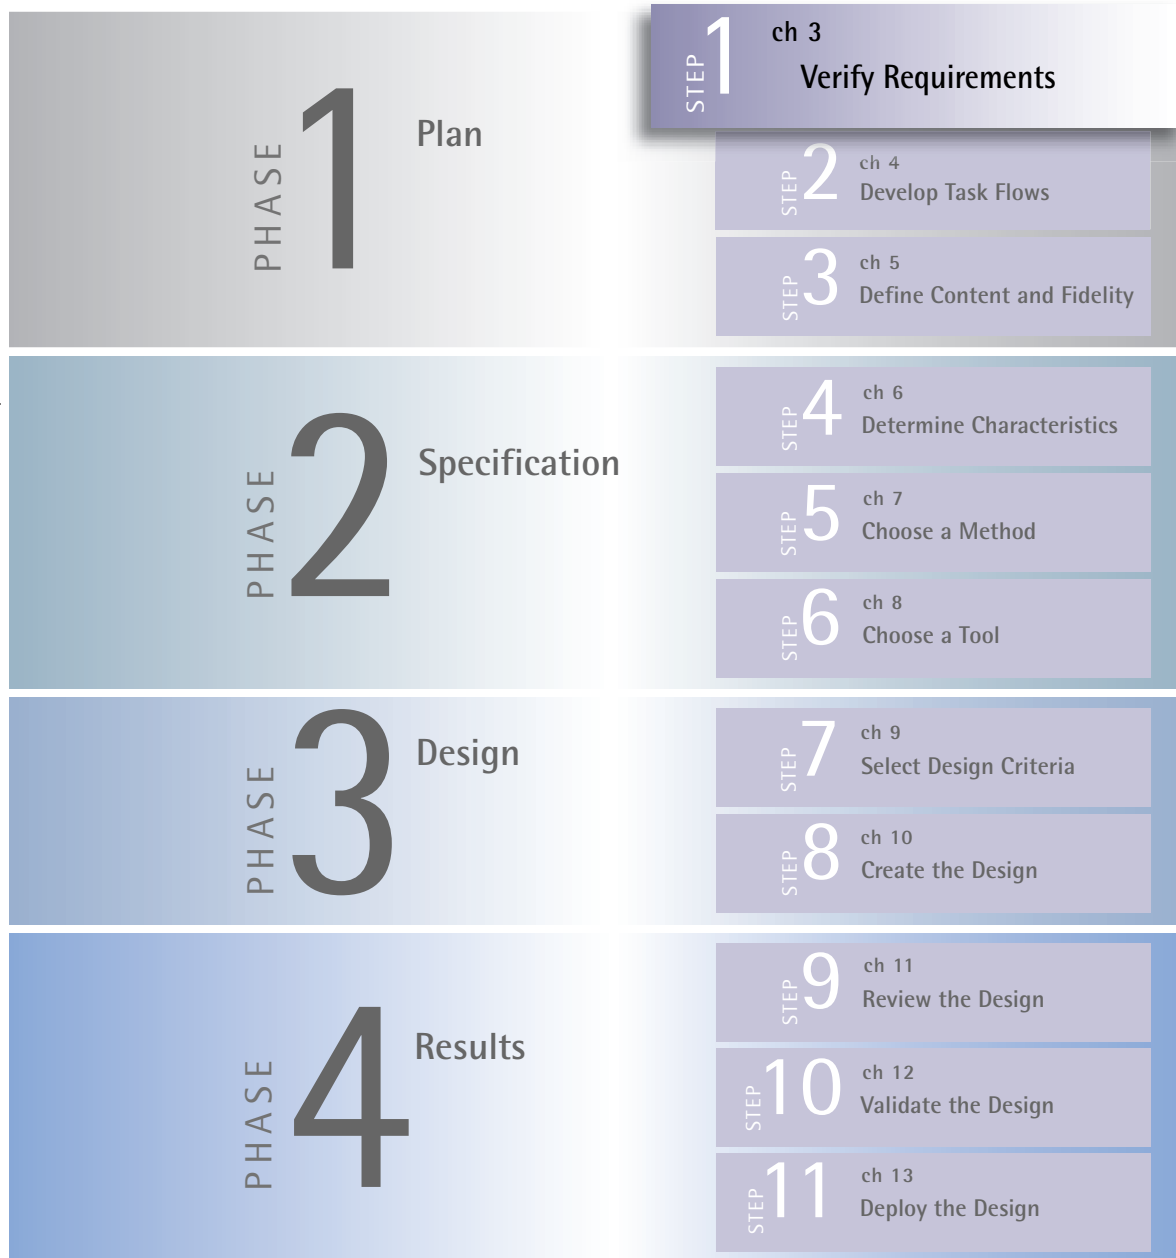 PHASE 1
Plan
STEP 1
ch 3
Verify Requirements
STEP 2
ch 4
Develop Task Flows
STEP 3
ch 5
Define Content and Fidelity
PHASE 2
Specification
STEP 4
ch 6
Determine Characteristics
STEP 5
ch 7
Choose a Method
STEP 6
ch 8
Choose a Tool
PHASE 3
Design
STEP 7
ch 9
Select Design Criteria
STEP 8
ch 10
Create the Design
PHASE 4
Results
STEP 9
ch 11
Review the Design
STEP 10
ch 12
Validate the Design
STEP 11
ch 13
Deploy the Design